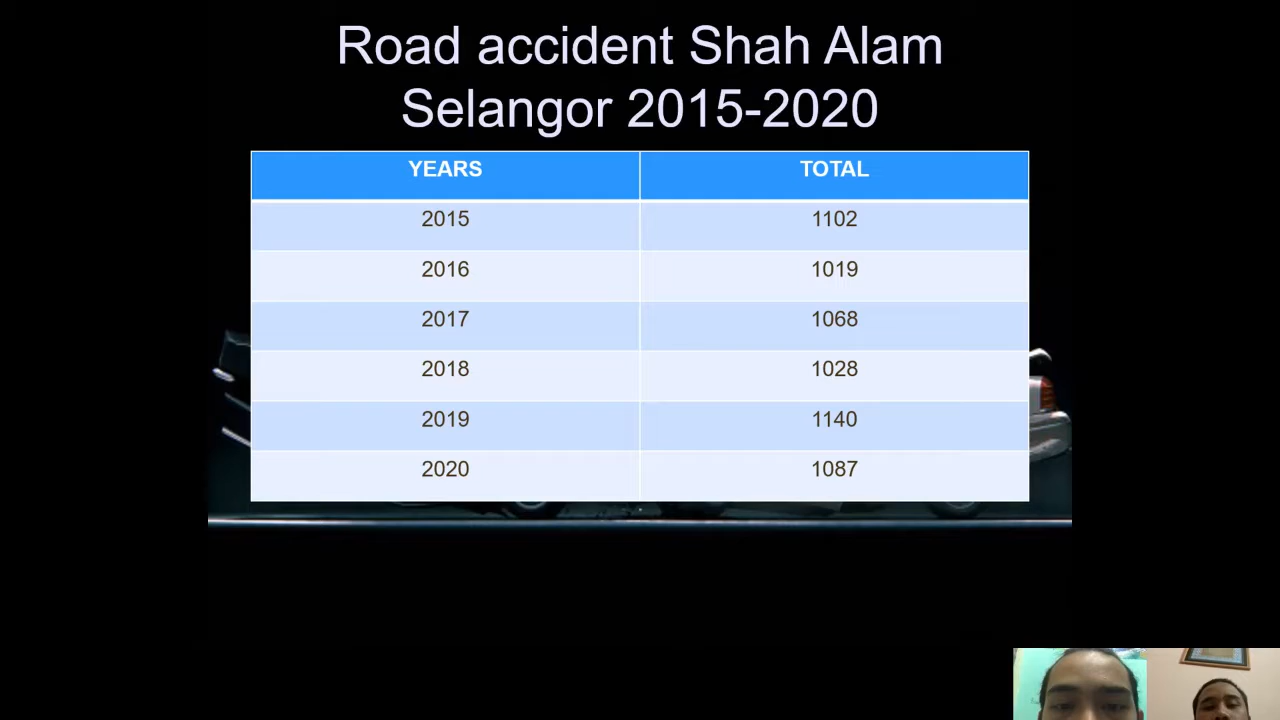 Road accident Shah Alam
Selangor 2015-2020
YEARS TOTAL
2015 1102
2016 1019
2017 1068
2018 1028
2019 1140
2020 1087